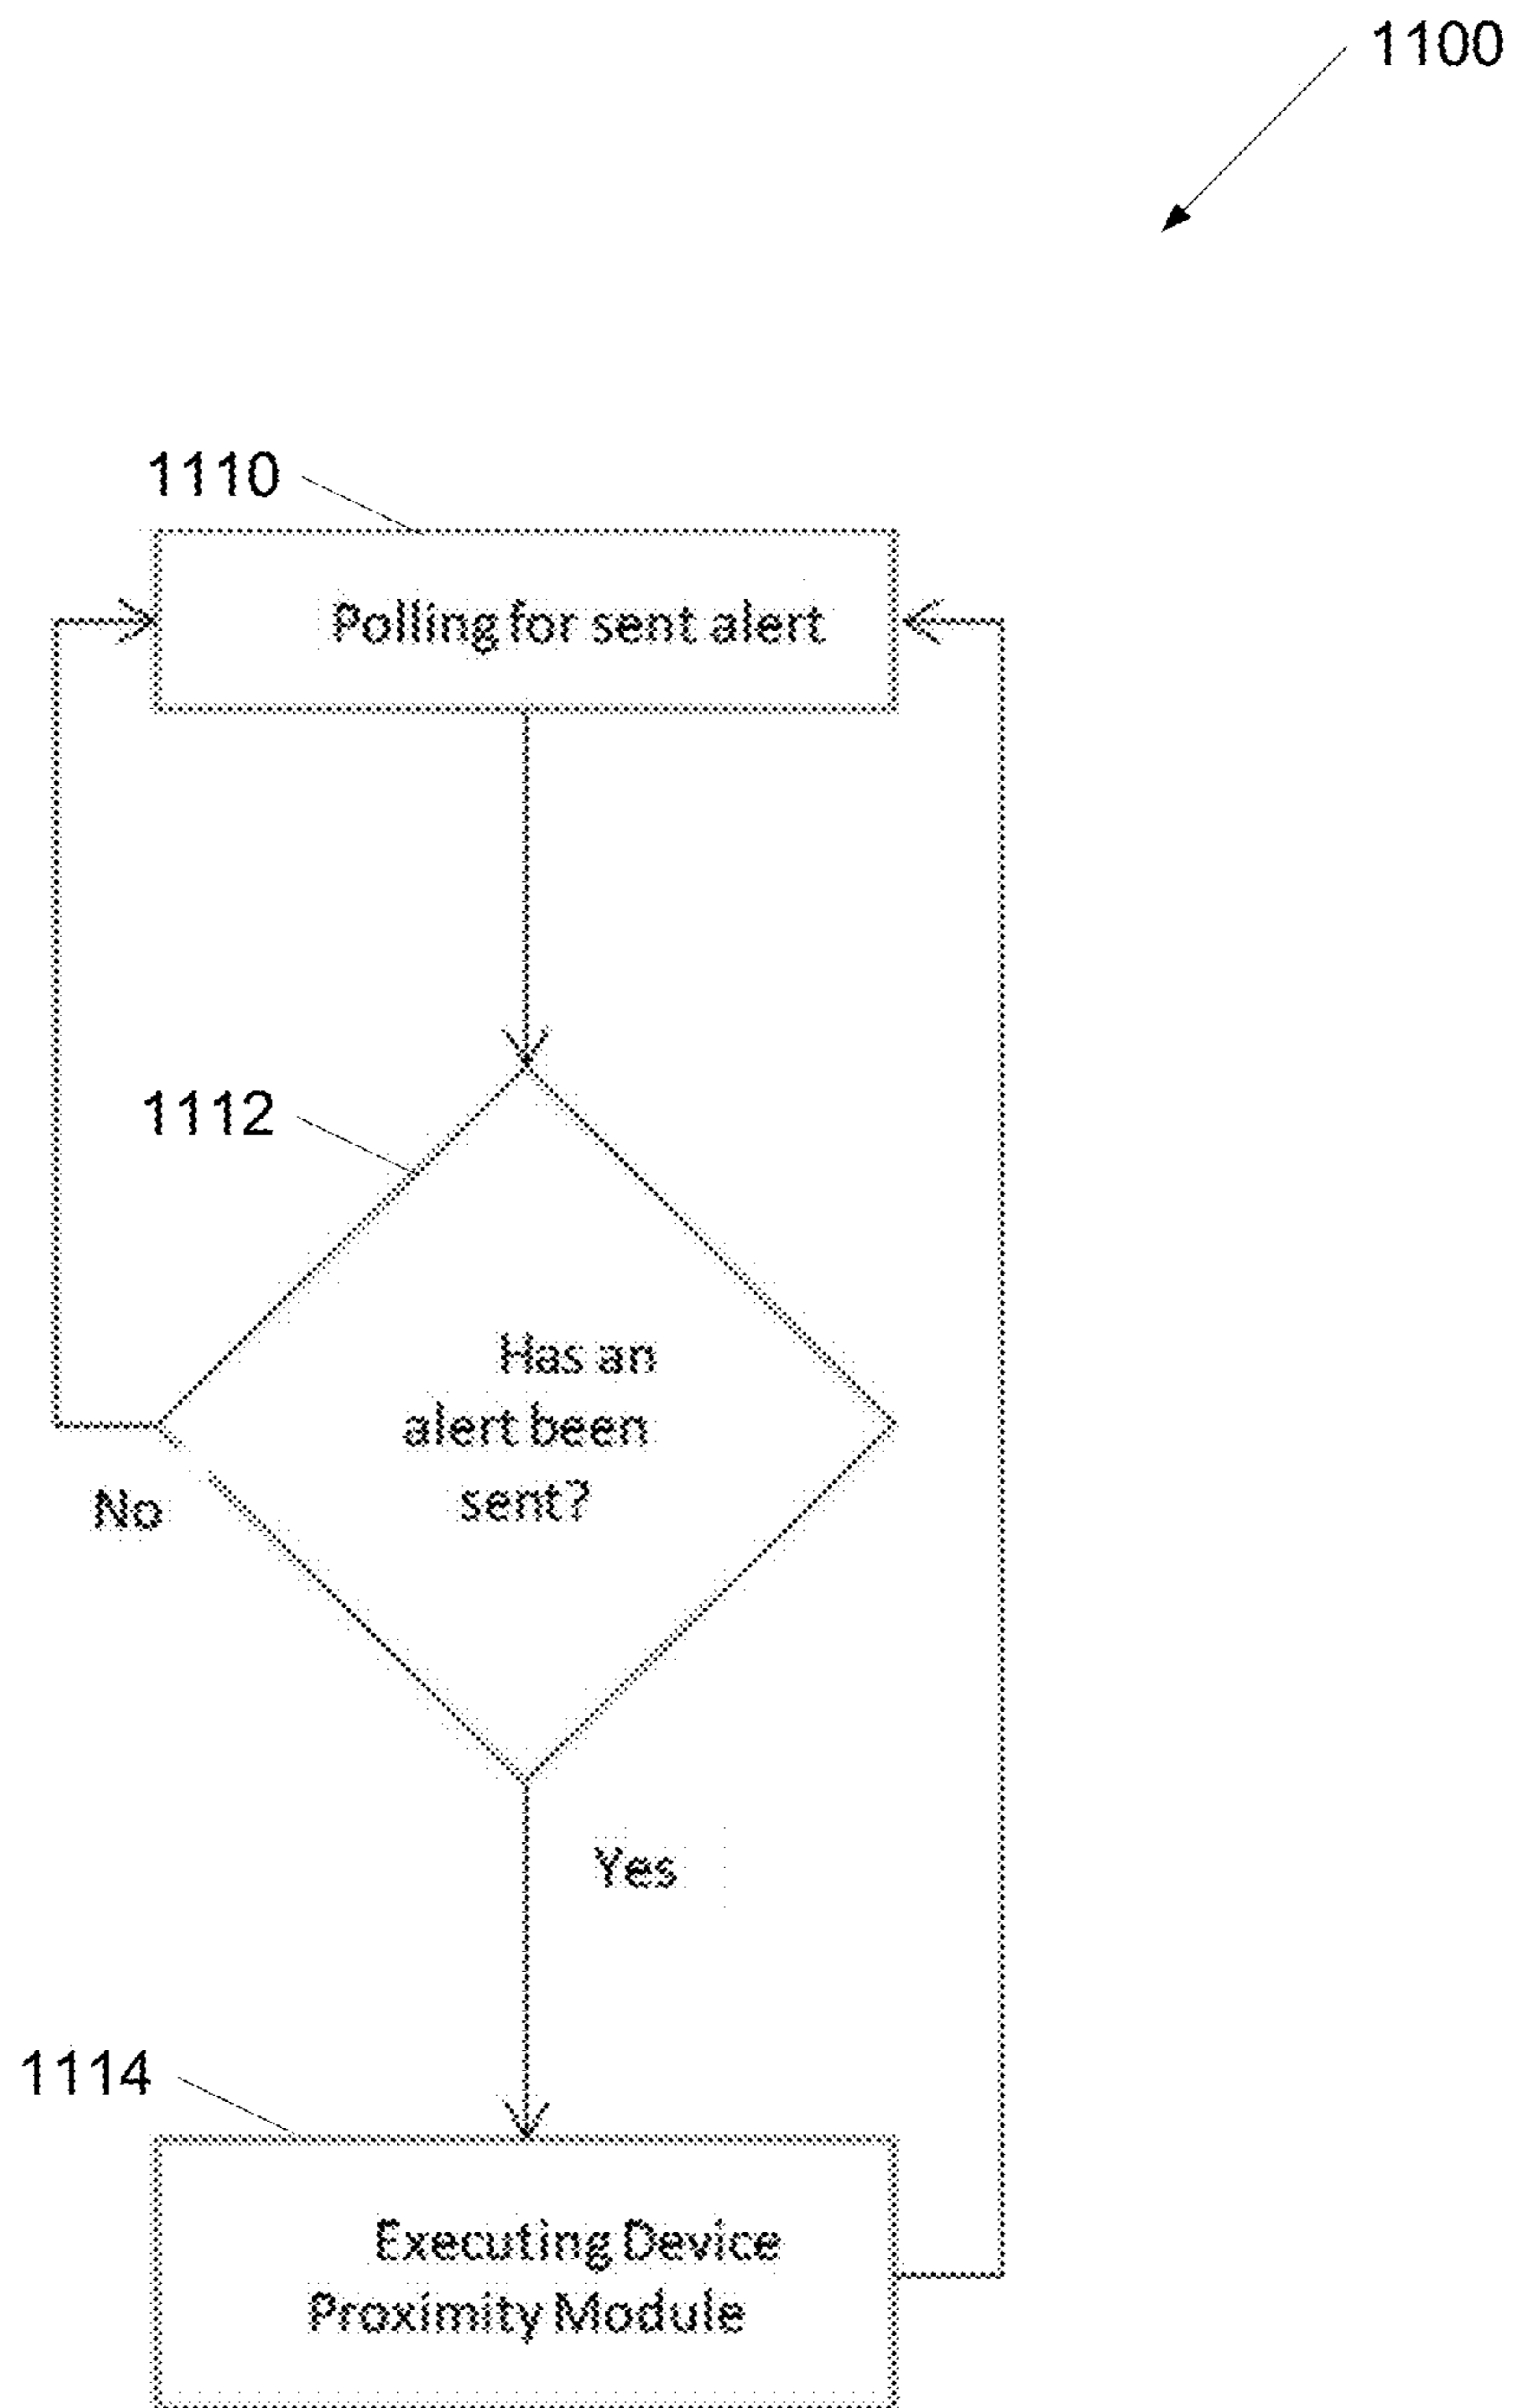 1100
1110
Polling for sent alert
1112
Has an
alert been
sent?
No
Yes
1114
Executing Device
Proximity Module